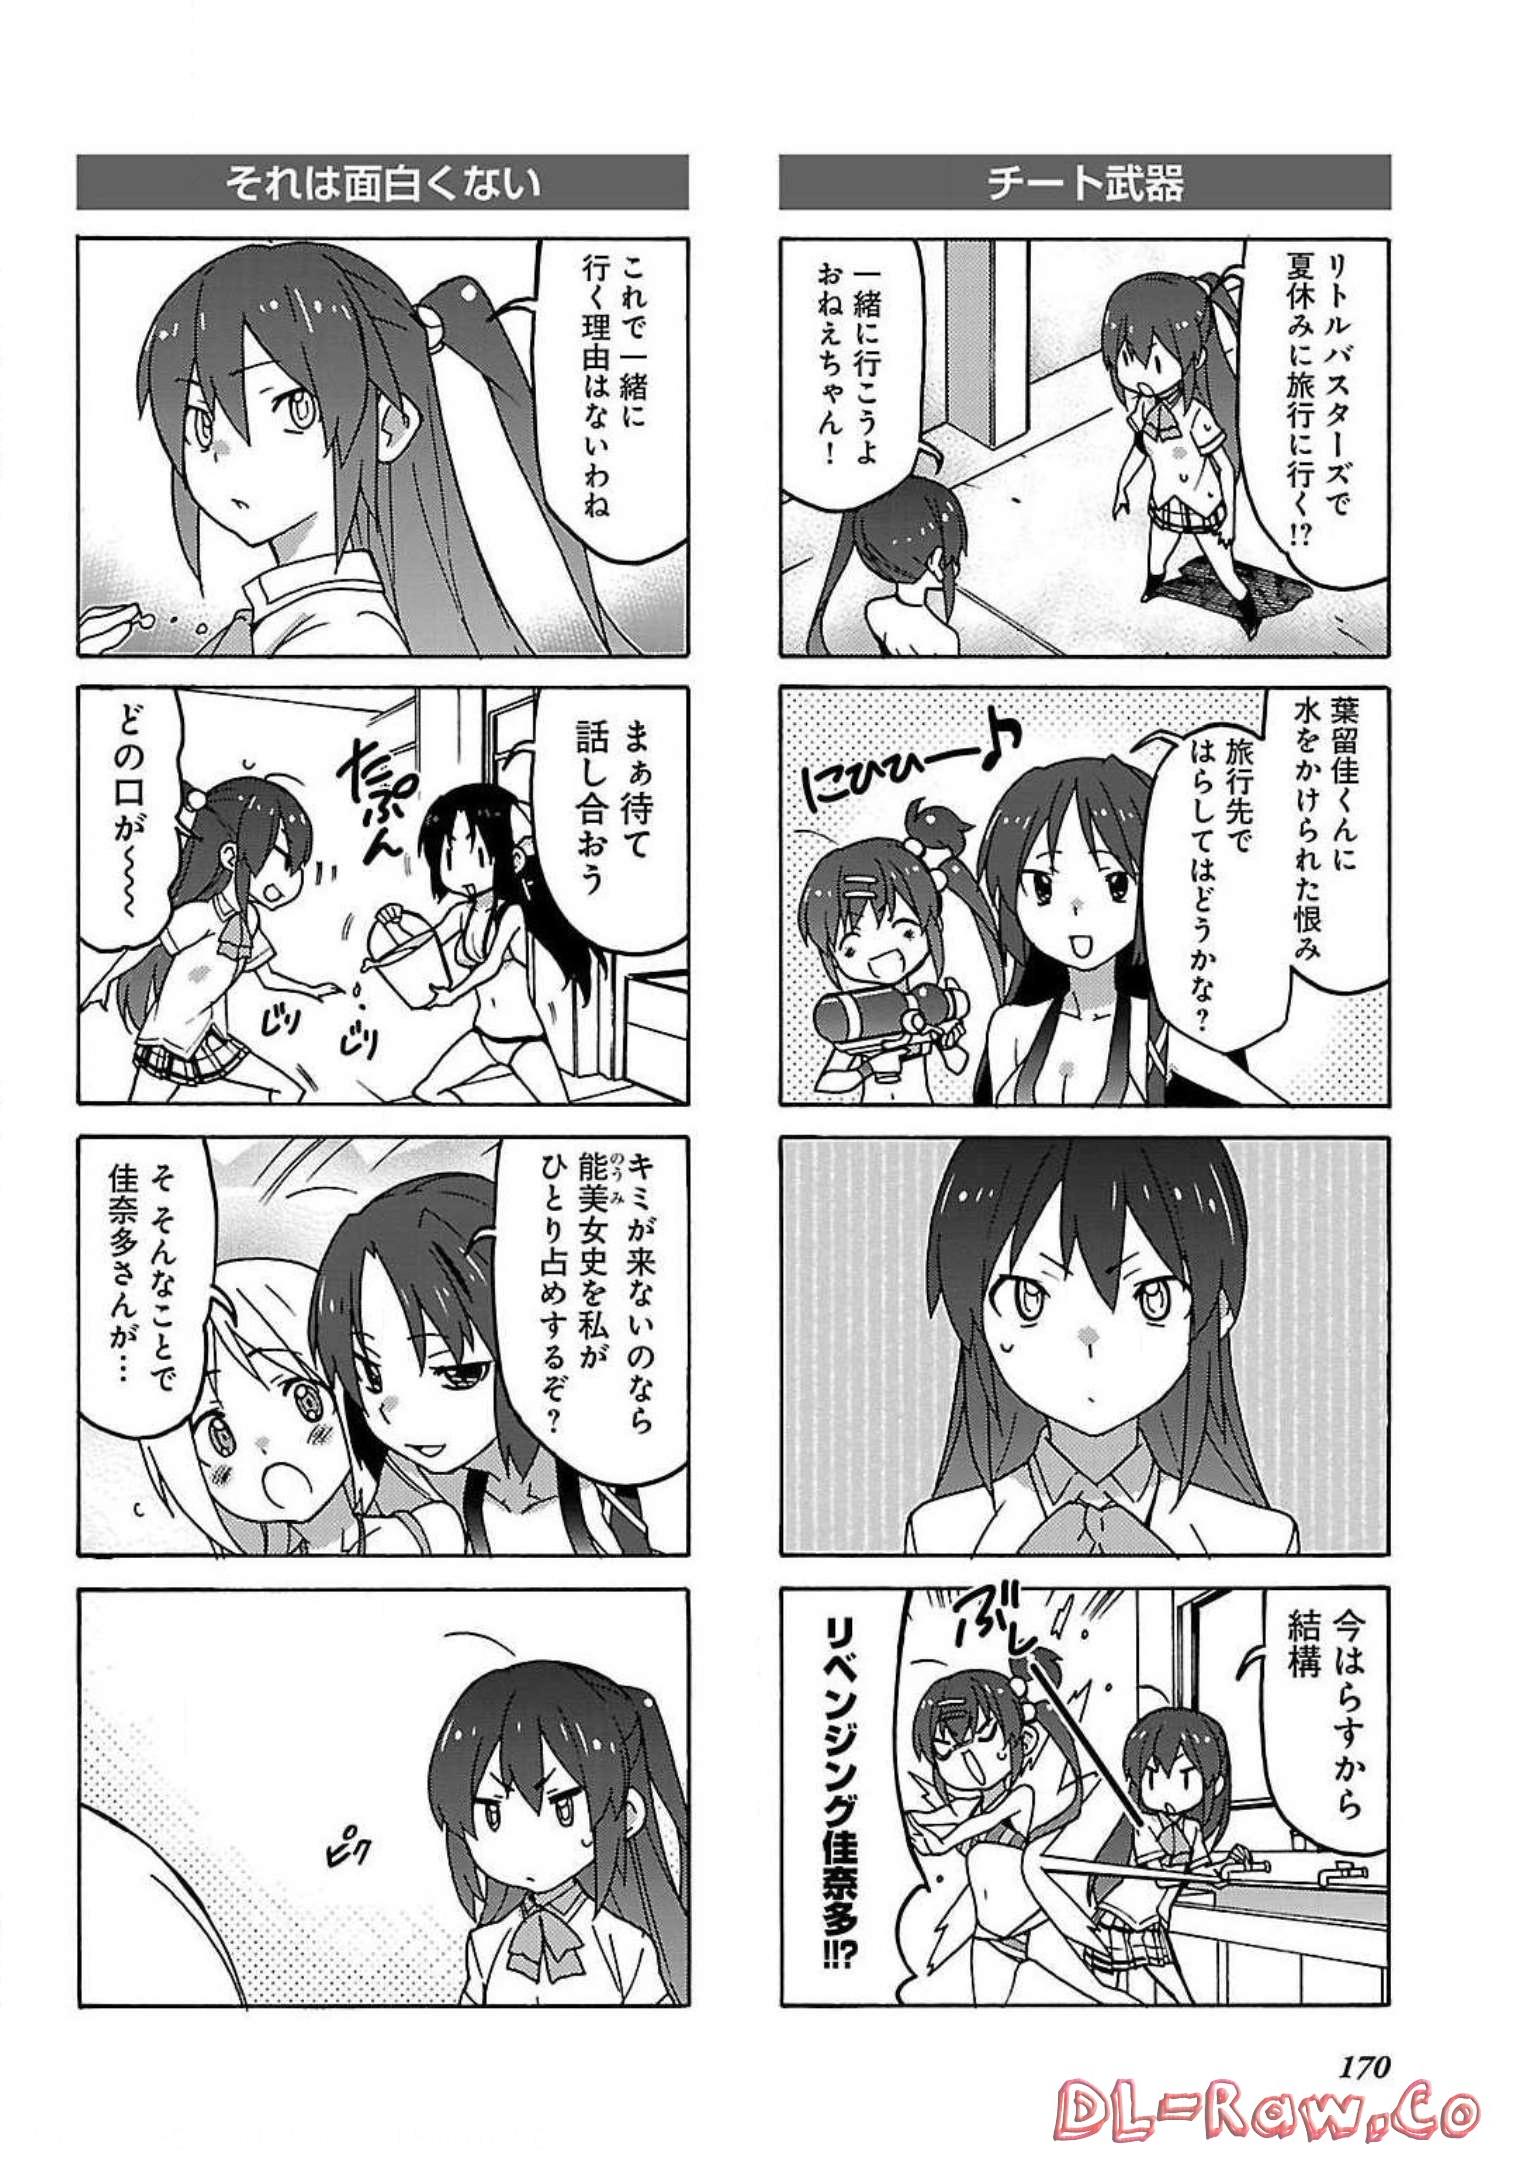 チート武器
リトルバスターズで
夏休みに旅行に行く!?
一緒に行こうよ
おねえちゃん！
葉留佳くんに
水をかけられた恨み
旅行先で
はらしてはどうかな？
にひひー♪
今はらすから
結構
ぶしっ
リベンジング佳奈多!!?
それは面白くない
これで一緒に
行く理由はないわね
まぁ待て
話し合おう
たぷん
どの口が～～～
じり
じり
キミが来ないのなら
能美女史を私が
のうみ
ひとり占めするぞ？
そ そんなことで
佳奈多さんが…
ピク
170
DL-Raw.Co